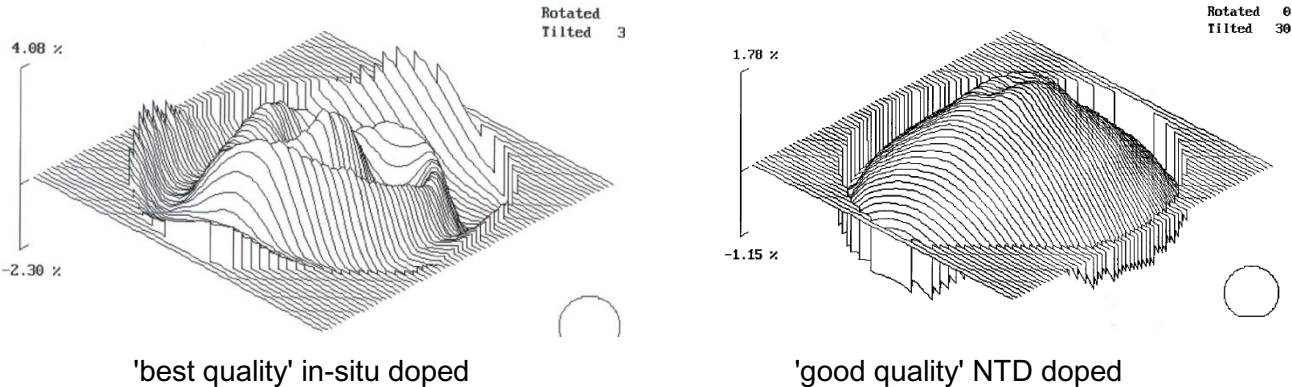 Rotated
Tilted 3
4.08 %
-2.30 %
'best quality' in-situ doped
Rotated 0
Tilted 30
1.78 %
-1.15 %
'good quality' NTD doped